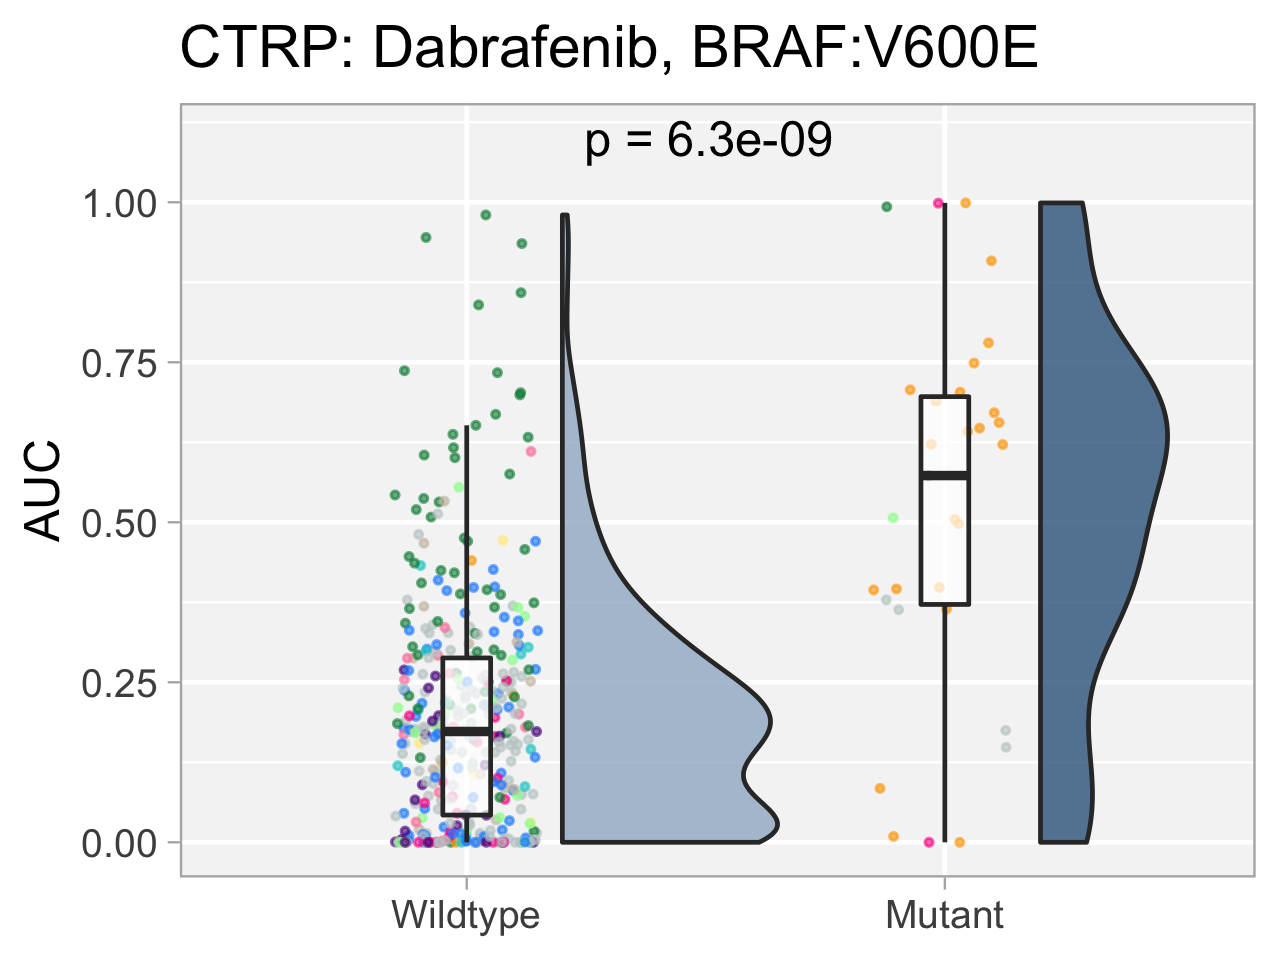 CTRP: Dabrafenib, BRAF:V600E
p = 6.3e-09
1.00
0.75
0.50
0.25
0.00
AUC
Wildtype
Mutant